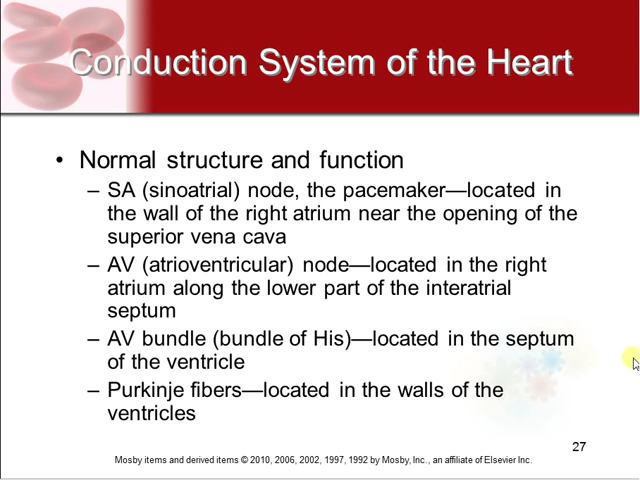 Conduction System of the Heart
• Normal structure and function
– SA (sinoatrial) node, the pacemaker—located in
the wall of the right atrium near the opening of the
superior vena cava
– AV (atrioventricular) node—located in the right
atrium along the lower part of the interatrial
septum
– AV bundle (bundle of His)—located in the septum
of the ventricle
– Purkinje fibers—located in the walls of the
ventricles
27
Mosby items and derived items © 2010, 2006, 2002, 1997, 1992 by Mosby, Inc., an affiliate of Elsevier Inc.